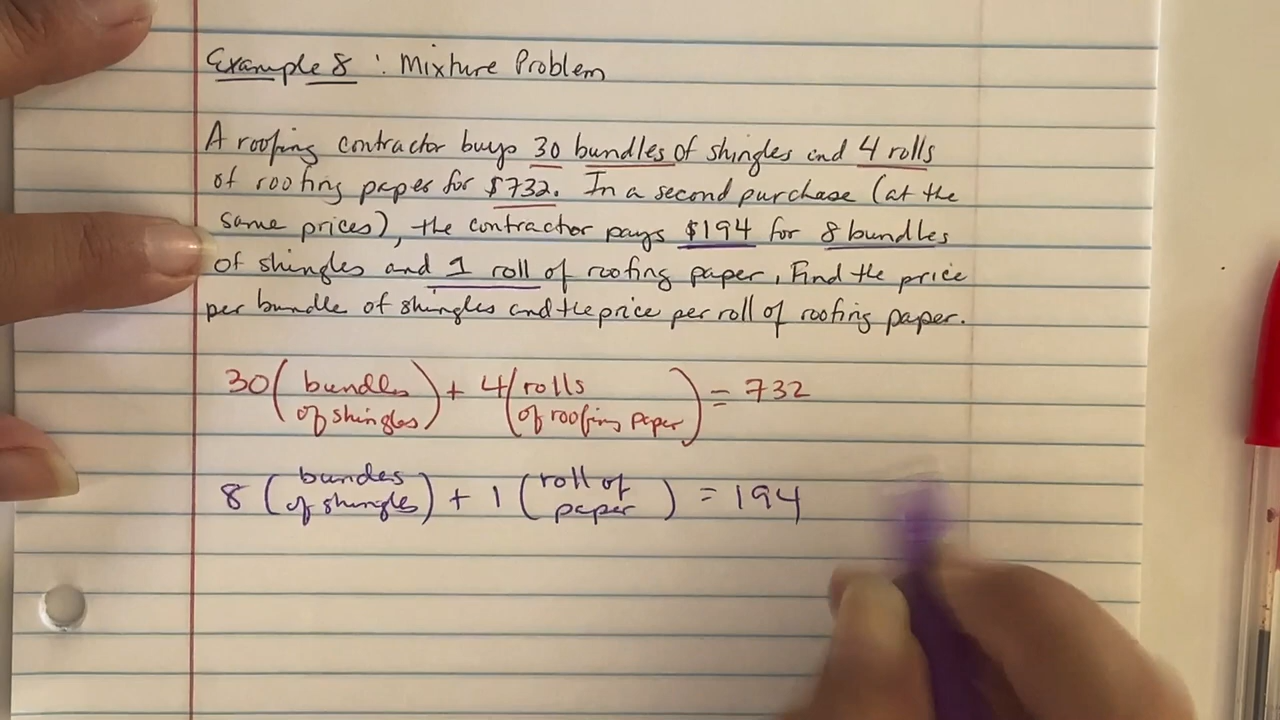 Example 8 : Mixture Problem
A roofing contractor buys 30 bundles of shingles and 4 rolls
of roofing paper for $732. In a second purchase (at the
same prices), the contractor pays $194 for 8 bundles
of shingles and 1 roll of roofing paper. Find the price
per bundle of shingles and the price per roll of roofing paper.
30 ( bundles of shingles ) + 4 ( rolls of roofing paper ) = 732
8 ( bundes of shingles ) + 1 ( roll of paper ) = 194